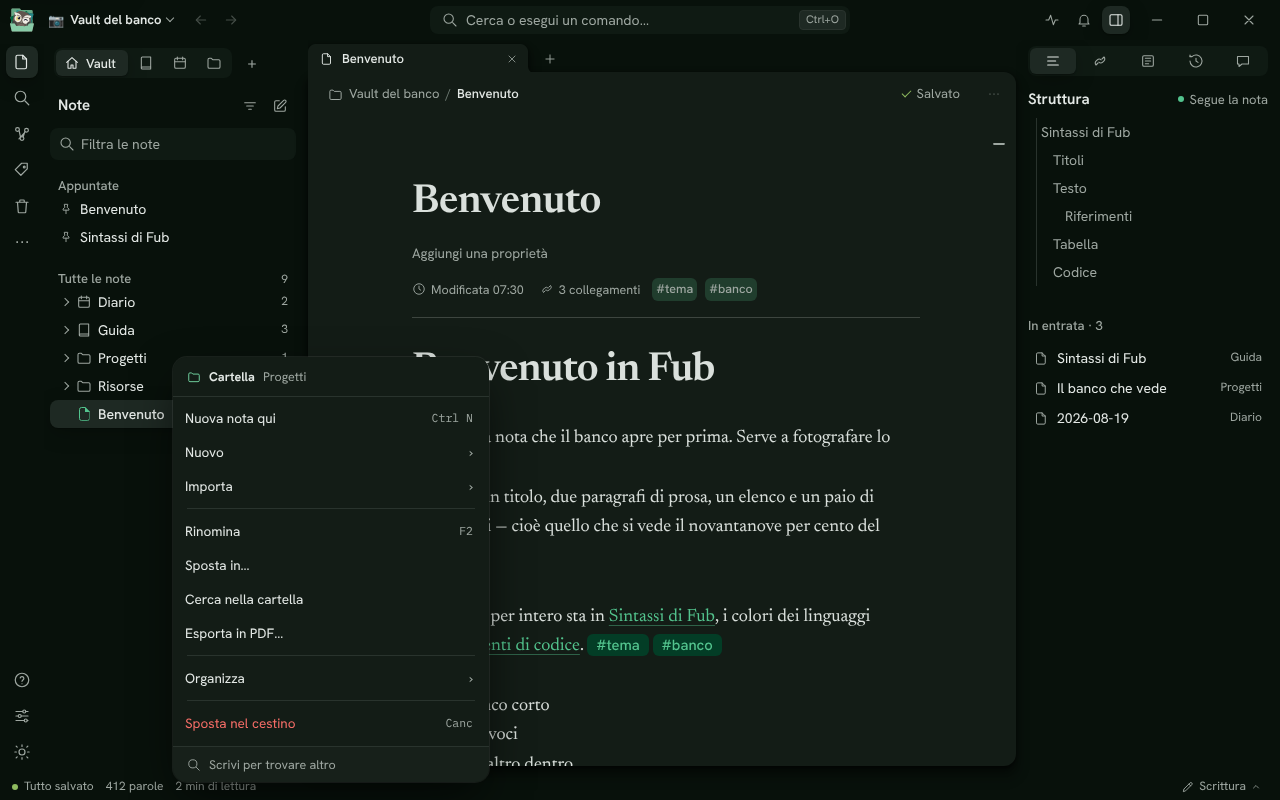 Vault del banco
Cerca o esegui un comando...
Ctrl+O
Vault
Benvenuto
Note
Filtra le note
Appuntate
Benvenuto
Sintassi di Fub
Tutte le note 9
Diario 2
Guida 3
Progetti
Risorse
Benvenuto
Vault del banco / Benvenuto
Salvato
Benvenuto
Aggiungi una proprietà
Modificata 07:30 3 collegamenti #tema #banco
venuto in Fub
nota che il banco apre per prima. Serve a fotografare lo
n titolo, due paragrafi di prosa, un elenco e un paio di
i — cioè quello che si vede il novantanove per cento del
per intero sta in Sintassi di Fub, i colori dei linguaggi
nti di codice. #tema #banco
co corto
voci
altro dentro
Cartella Progetti
Nuova nota qui Ctrl N
Nuovo ›
Importa ›
Rinomina F2
Sposta in...
Cerca nella cartella
Esporta in PDF...
Organizza ›
Sposta nel cestino Canc
Scrivi per trovare altro
Struttura
Segue la nota
Sintassi di Fub
Titoli
Testo
Riferimenti
Tabella
Codice
In entrata · 3
Sintassi di Fub Guida
Il banco che vede Progetti
2026-08-19 Diario
Tutto salvato 412 parole 2 min di lettura
Scrittura